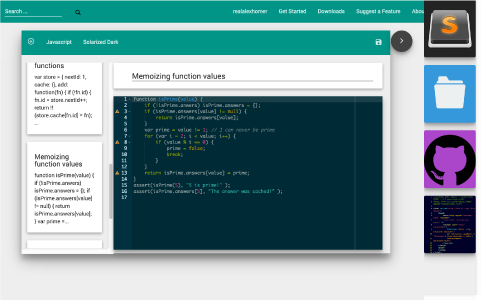 Search ...
realalexhomer
Get Started
Downloads
Suggest a Feature
Abou
Javascript
Solarized Dark
functions
var store = { nextId:
1,
cache: {}, add:
function(fn) { if (!fn.id) {
fn.id = store.nextId++;
return !!
(store.cache[fn.id] = fn);
...
Memoizing
function values
function isPrime(value) {
if (!isPrime.anwers)
isPrime.answers = {}; if
(isPrime.answers[value]
!= null) { return
isPrime.answers[value];
} var prime =...
Memoizing function values
1 function isPrime(value) {
2 if (!isPrime.anwers) isPrime.answers = {};
3 if (isPrime.answers[value] != null) {
4 return isPrime.answers[value];
5 }
6 var prime = value != 1; // 1 can never be prime
7 for (var i = 2; i < value; i++) {
8 if (value % i == 0) {
9 prime = false;
10 break;
11 }
12 }
13 return isPrime.answers[value] = prime;
14 }
15 assert(isPrime(5), "5 is prime!" );
16 assert(isPrime.answers[5], "The answer was cached!" );
17
S